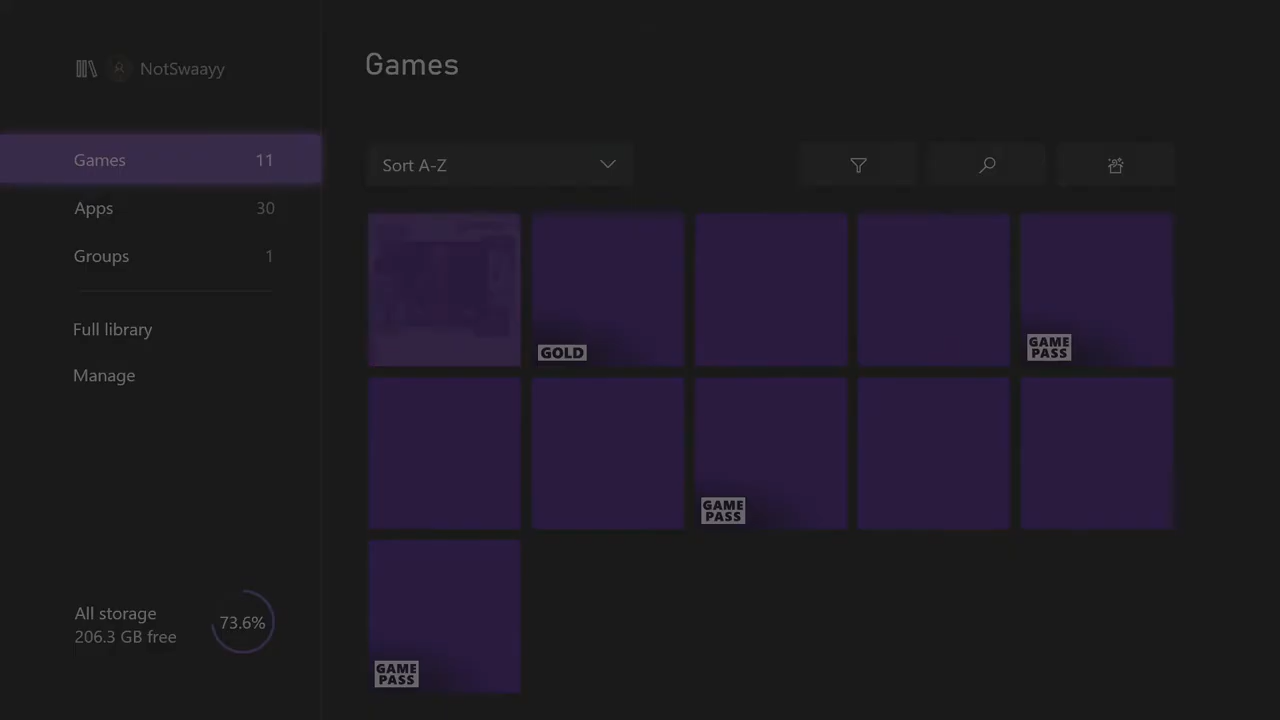 NotSwaayy
Games 11
Apps 30
Groups 1
Full library
Manage
All storage
206.3 GB free
73.6%
Games
Sort A-Z
GOLD
GAME
PASS
GAME
PASS
GAME
PASS